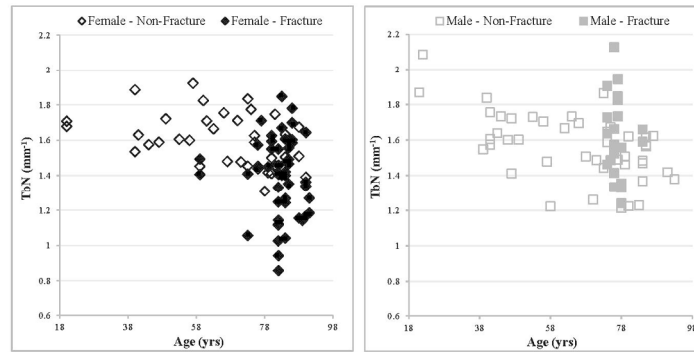 Female - Non-Fracture Female - Fracture
2.2
2
1.8
1.6
1.4
1.2
1
0.8
0.6
TbN (mm⁻¹)
18 38 58 78 98
Age (yrs)
Male - Non-Fracture Male - Fracture
2.2
2
1.8
1.6
1.4
1.2
1
0.8
0.6
TbN (mm⁻¹)
18 38 58 78 98
Age (yrs)